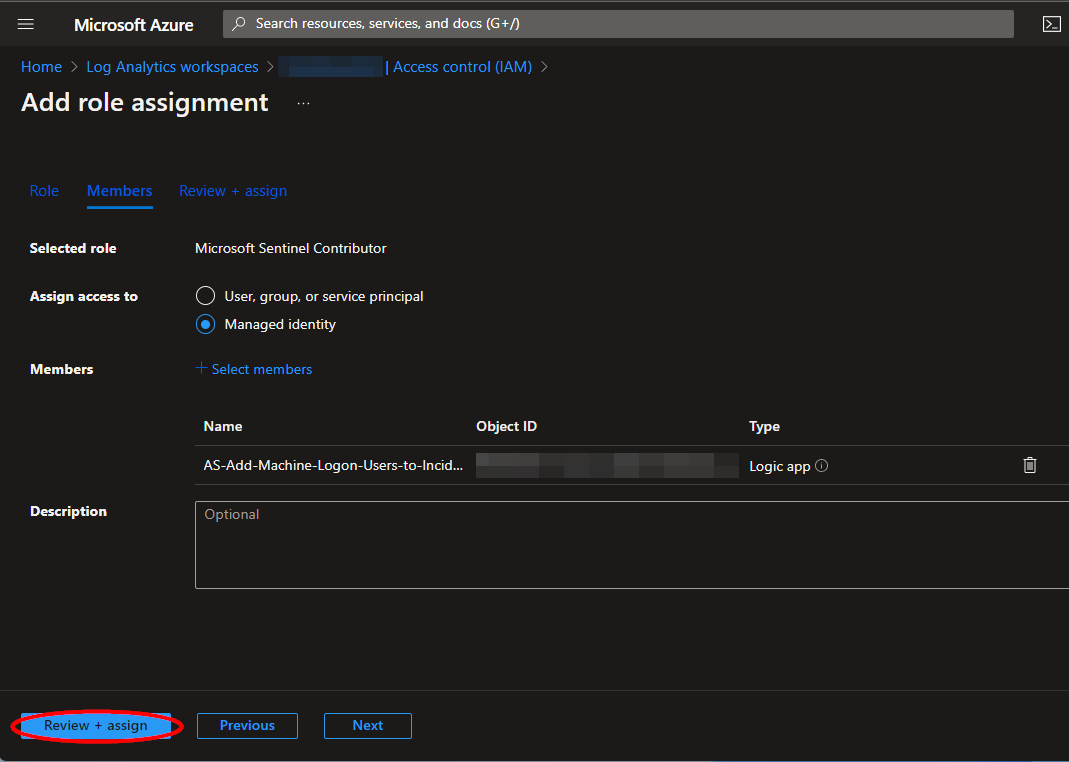 Microsoft Azure
Search resources, services, and docs (G+/)
Home > Log Analytics workspaces > | Access control (IAM) >
Add role assignment ...
Role Members Review + assign
Selected role Microsoft Sentinel Contributor
Assign access to User, group, or service principal
Managed identity
Members + Select members
Name Object ID Type
AS-Add-Machine-Logon-Users-to-Incid... Logic app
Description Optional
Review + assign Previous Next